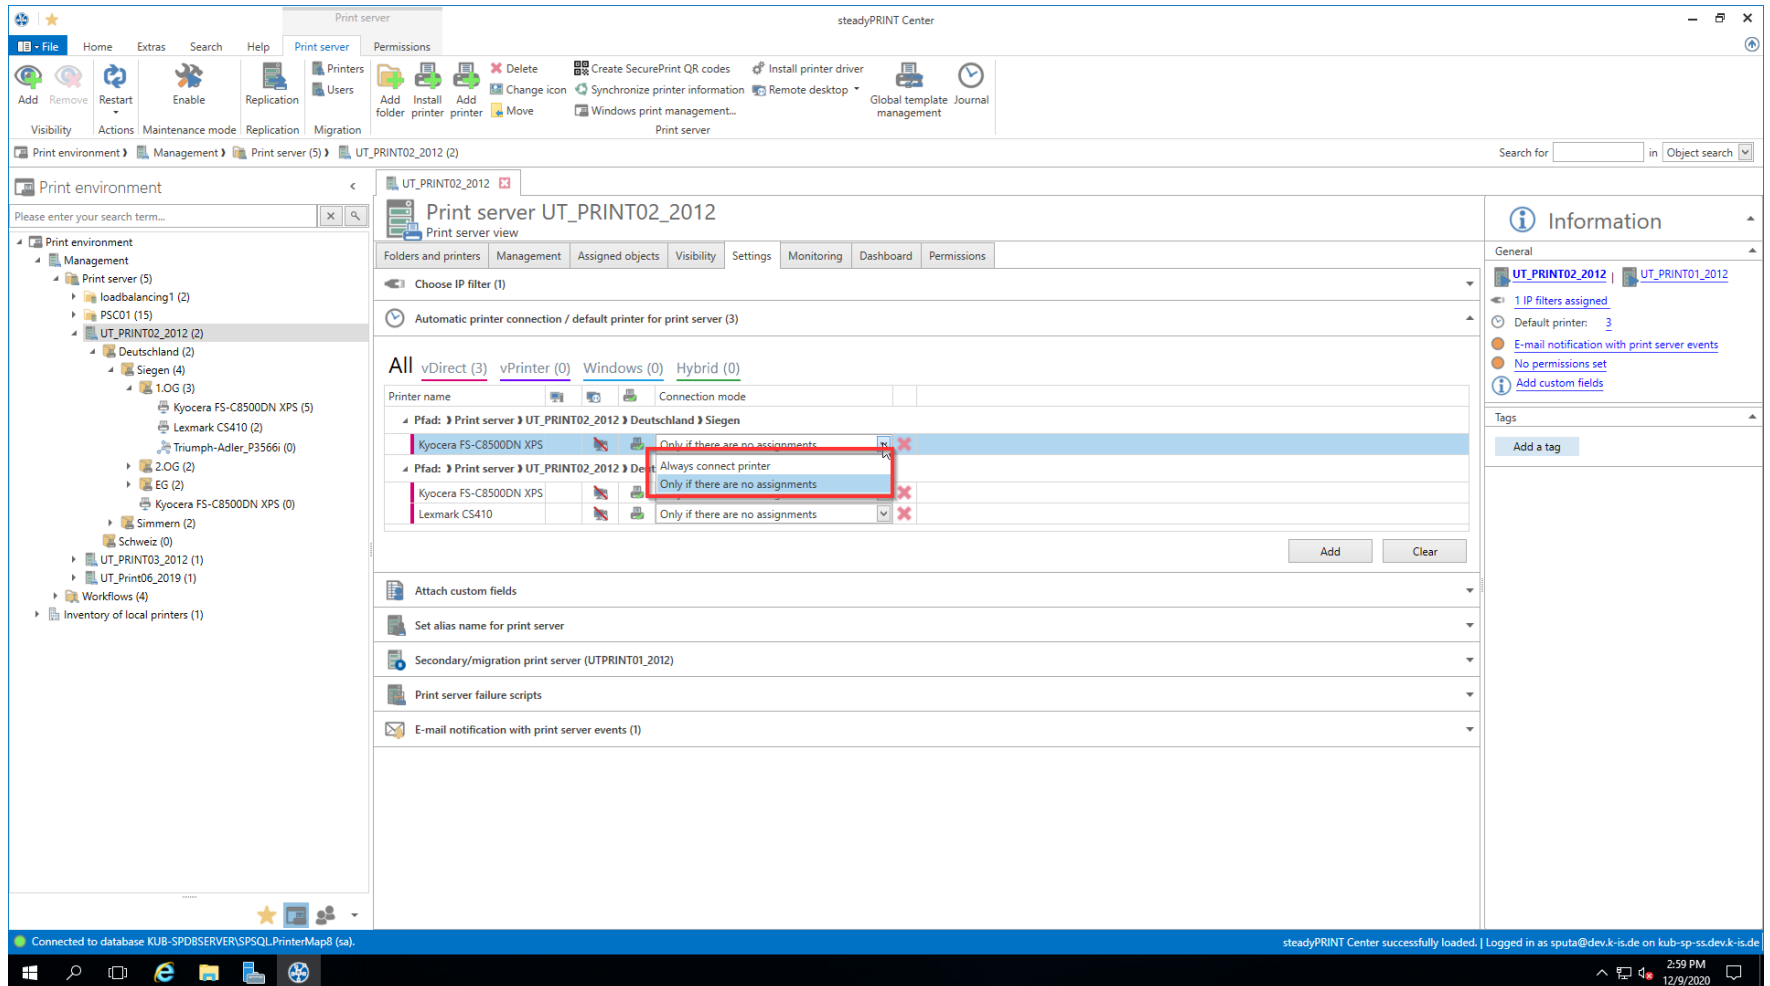 Print server
steadyPRINT Center
File Home Extras Search Help Print server Permissions
Add Remove Restart Enable Replication Printers Users
Add folder Install printer Add printer
Delete Change icon Move
Create SecurePrint QR codes Synchronize printer information Windows print management...
Install printer driver Remote desktop
Global template management Journal
Visibility Actions Maintenance mode Replication Migration Print server
Print environment Management Print server (5) UT_PRINT02_2012 (2)
Search for in Object search
Print environment
Please enter your search term...
Print environment
Management
Print server (5)
loadbalancing1 (2)
PSC01 (15)
UT_PRINT02_2012 (2)
Deutschland (2)
Siegen (4)
1.OG (3)
Kyocera FS-C8500DN XPS (5)
Lexmark CS410 (2)
Triumph-Adler_P3566i (0)
2.OG (2)
EG (2)
Kyocera FS-C8500DN XPS (0)
Simmern (2)
Schweiz (0)
UT_PRINT03_2012 (1)
UT_Print06_2019 (1)
Workflows (4)
Inventory of local printers (1)
UT_PRINT02_2012
Print server UT_PRINT02_2012
Print server view
Folders and printers Management Assigned objects Visibility Settings Monitoring Dashboard Permissions
Choose IP filter (1)
Automatic printer connection / default printer for print server (3)
All vDirect (3) vPrinter (0) Windows (0) Hybrid (0)
Printer name Connection mode
Pfad: Print server UT_PRINT02_2012 Deutschland Siegen
Kyocera FS-C8500DN XPS Only if there are no assignments
Always connect printer
Only if there are no assignments
Pfad: Print server UT_PRINT02_2012
Kyocera FS-C8500DN XPS
Lexmark CS410 Only if there are no assignments
Add Clear
Attach custom fields
Set alias name for print server
Secondary/migration print server (UTPRINT01_2012)
Print server failure scripts
E-mail notification with print server events (1)
Information
General
UT_PRINT02_2012 | UT_PRINT01_2012
1 IP filters assigned
Default printer: 3
E-mail notification with print server events
No permissions set
Add custom fields
Tags
Add a tag
Connected to database KUB-SPDBSERVER\SPSQL.PrinterMap8 (sa).
steadyPRINT Center successfully loaded. | Logged in as sputa@dev.k-is.de on kub-sp-ss.dev.k-is.de
2:59 PM
12/9/2020